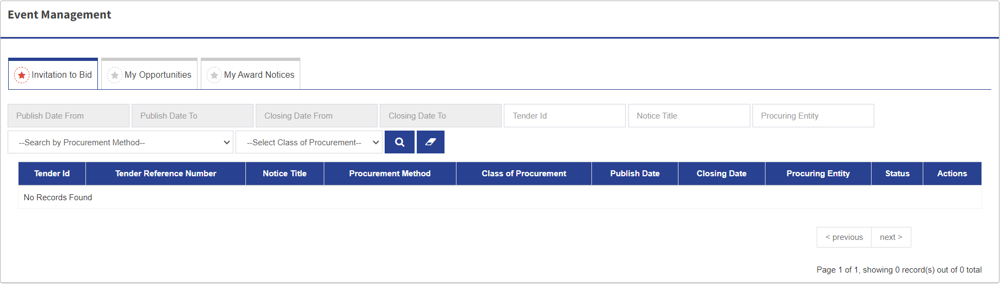 Event Management
Invitation to Bid My Opportunities My Award Notices
Publish Date From Publish Date To Closing Date From Closing Date To Tender Id Notice Title Procuring Entity
--Search by Procurement Method-- --Select Class of Procurement--
Tender Id Tender Reference Number Notice Title Procurement Method Class of Procurement Publish Date Closing Date Procuring Entity Status Actions
No Records Found
< previous next >
Page 1 of 1, showing 0 record(s) out of 0 total